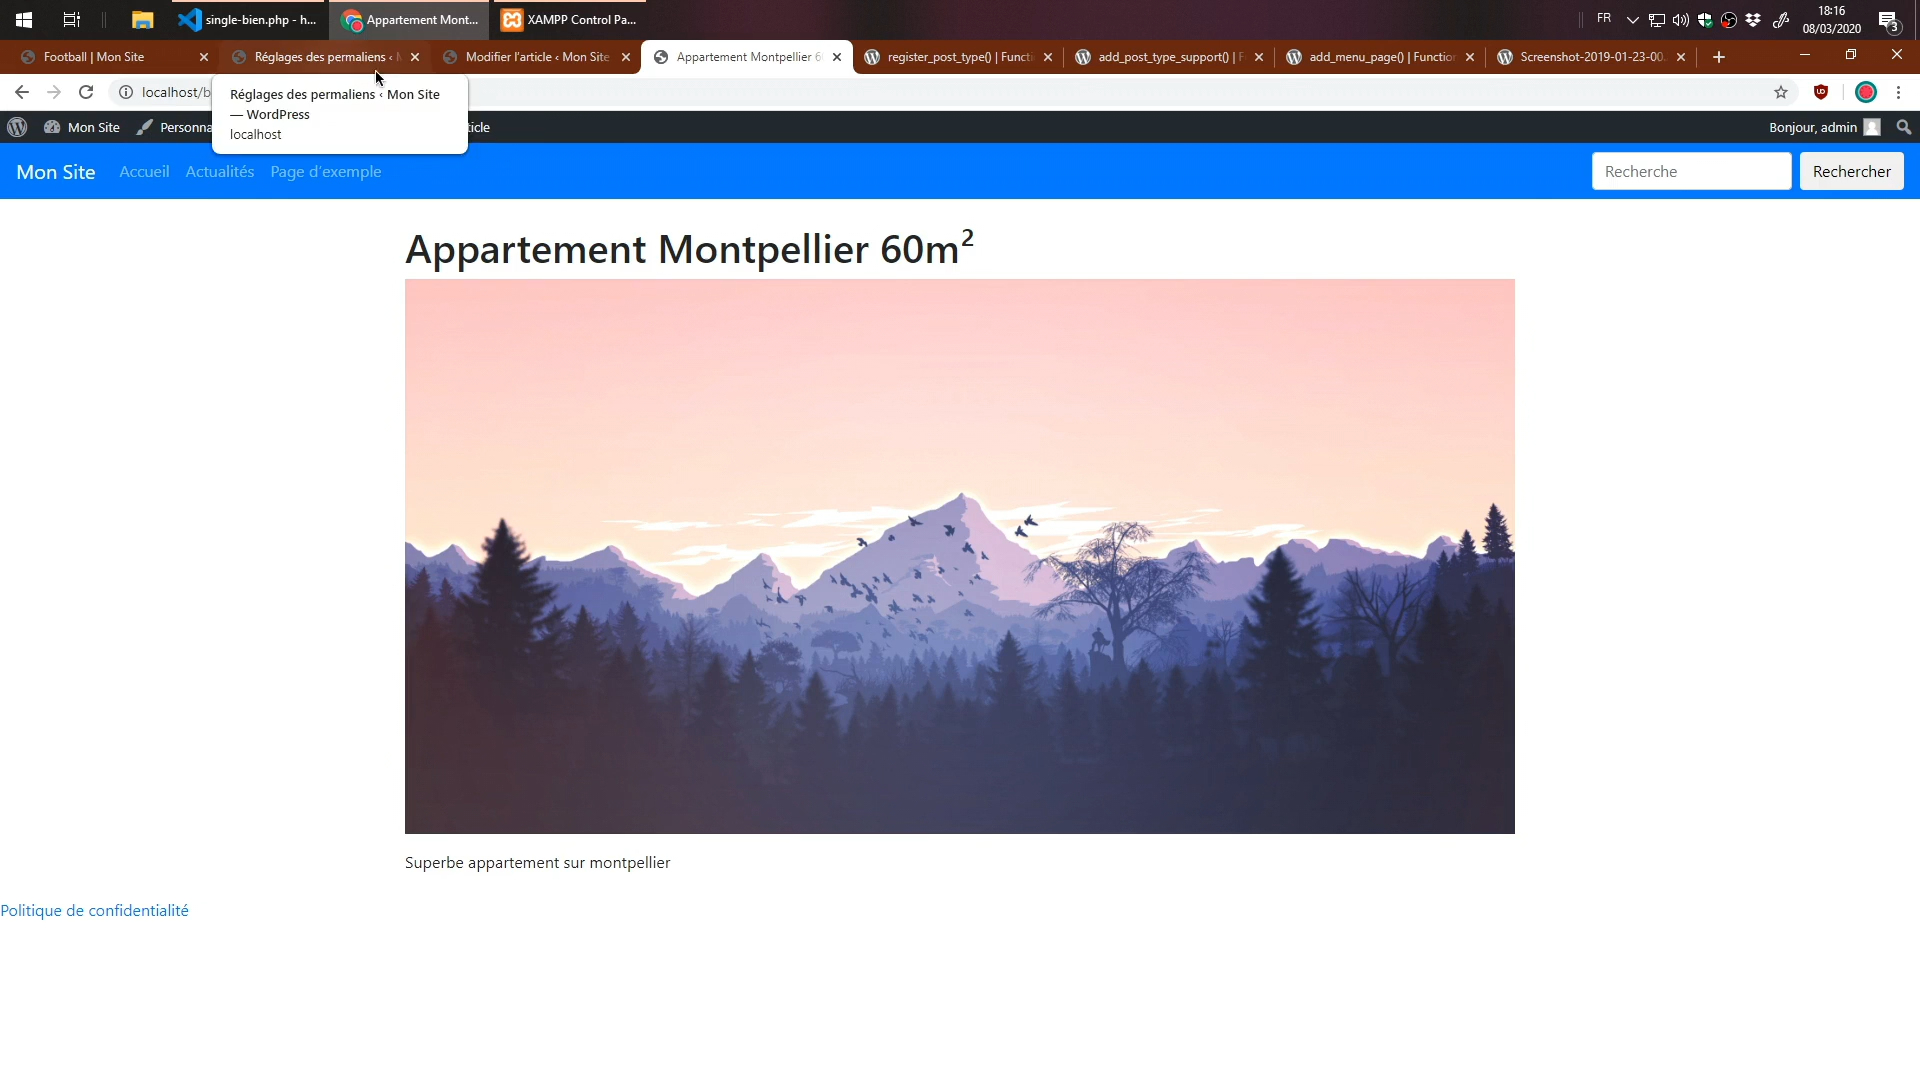 single-bien.php - h...
Appartement Mont...
XAMPP Control Pa...
FR
18:16
08/03/2020
3
Football | Mon Site
Réglages des permaliens ‹
Modifier l'article ‹ Mon Site
Appartement Montpellier 6
register_post_type() | Functi
add_post_type_support() | F
add_menu_page() | Function
Screenshot-2019-01-23-00.
localhost/b
Réglages des permaliens ‹ Mon Site
— WordPress
localhost
Mon Site
Personna
ticle
Bonjour, admin
Mon Site
Accueil
Actualités
Page d'exemple
Recherche
Rechercher
Appartement Montpellier 60m²
Superbe appartement sur montpellier
Politique de confidentialité